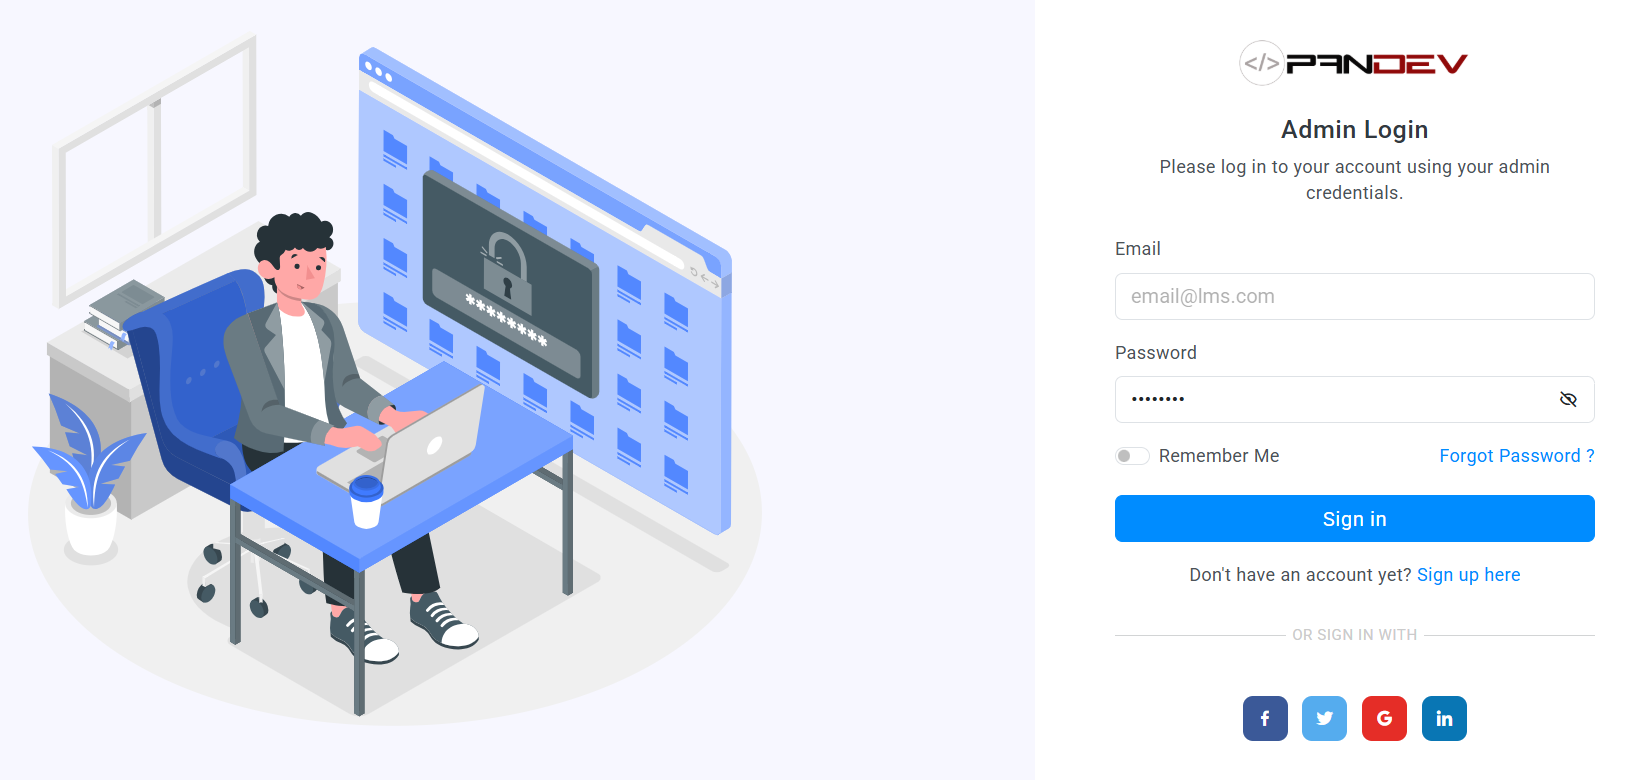 </> PANDEV
Admin Login
Please log in to your account using your admin
credentials.
Email
email@lms.com
Password
••••••••
Remember Me
Forgot Password ?
Sign in
Don't have an account yet? Sign up here
OR SIGN IN WITH
f
G
in
********